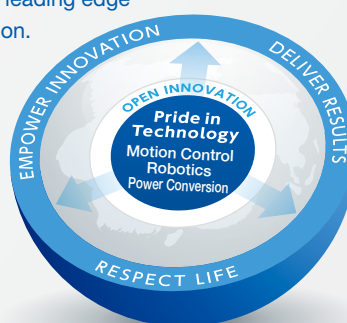 leading edge
on.
EMPOWER INNOVATION
DELIVER RESULTS
OPEN INNOVATION
Pride in
Technology
Motion Control
Robotics
Power Conversion
RESPECT LIFE